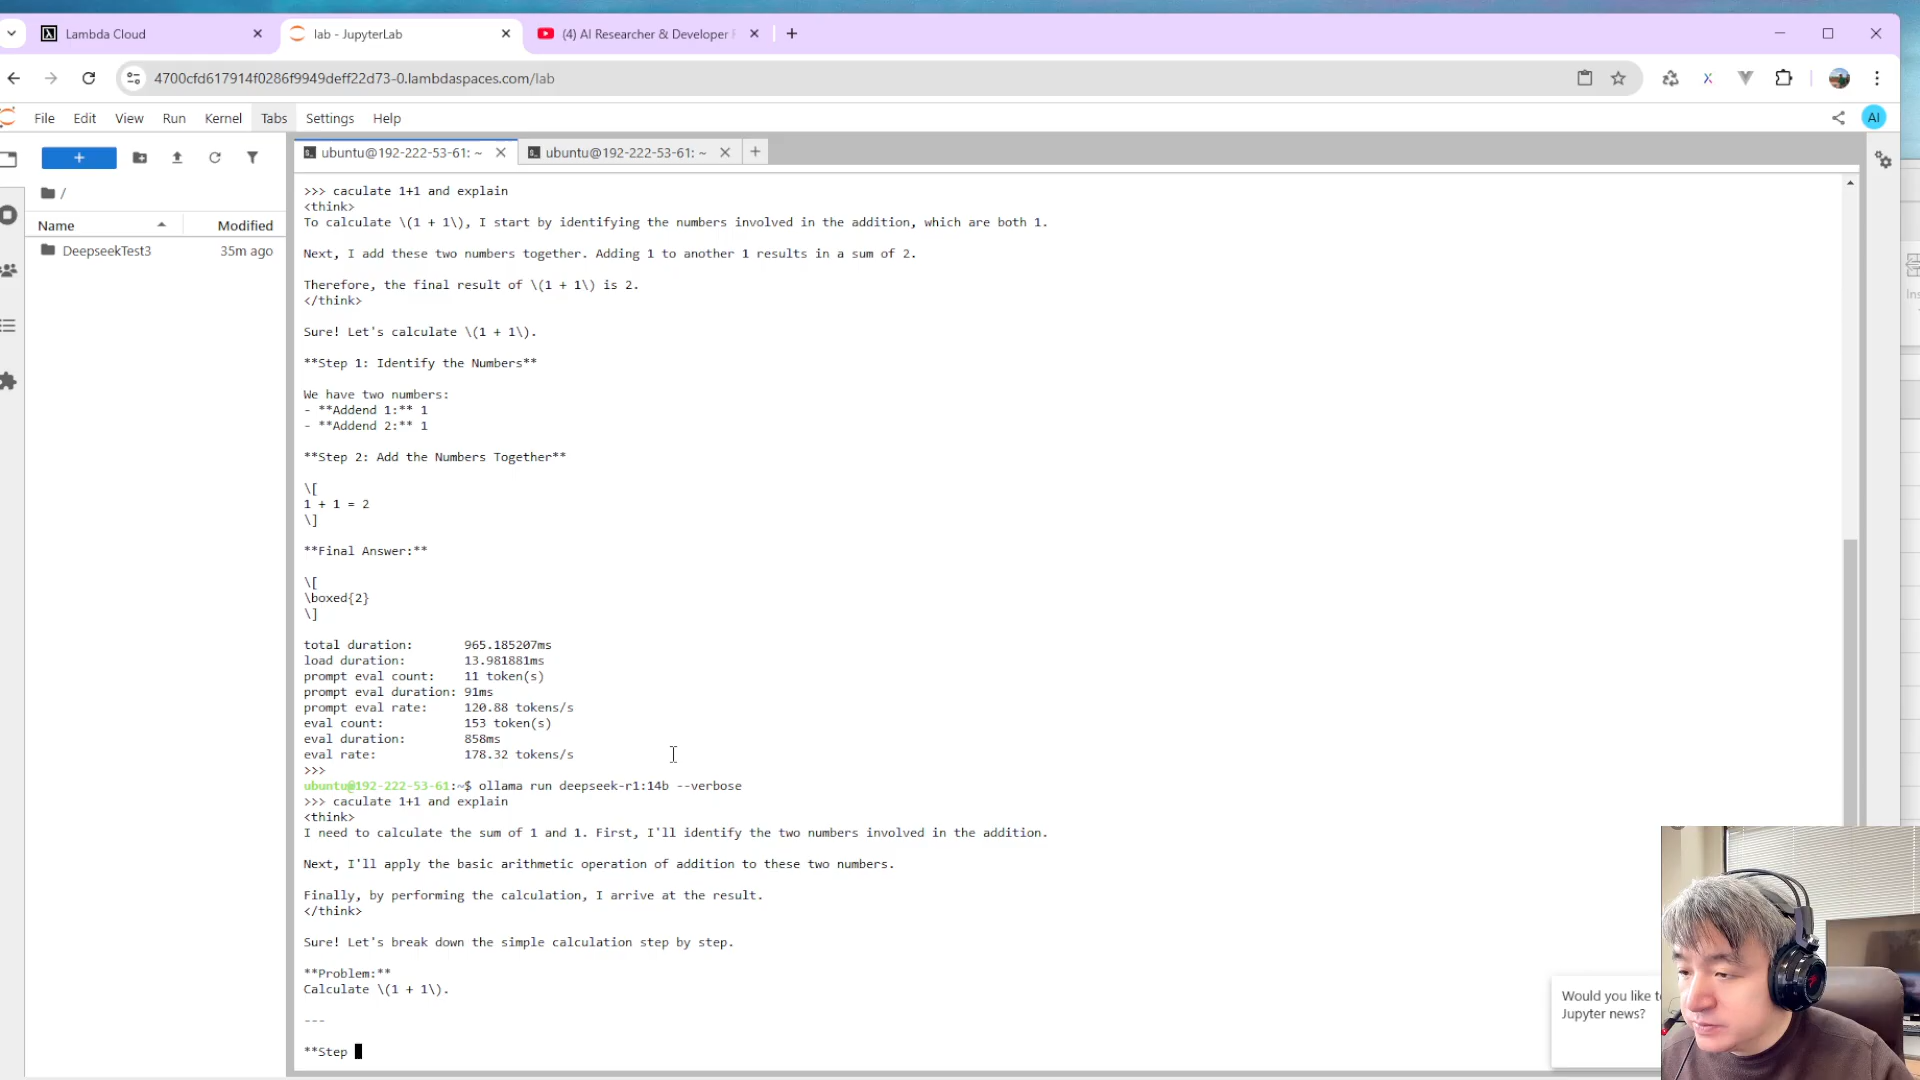 Lambda Cloud
lab - JupyterLab
(4) AI Researcher & Developer
4700cfd617914f0286f9949deff22d73-0.lambdaspaces.com/lab
File Edit View Run Kernel Tabs Settings Help
AI
+
ubuntu@192-222-53-61: ~
ubuntu@192-222-53-61: ~
/
Name Modified
DeepseekTest3 35m ago
>>> caculate 1+1 and explain
<think>
To calculate \(1 + 1\), I start by identifying the numbers involved in the addition, which are both 1.
Next, I add these two numbers together. Adding 1 to another 1 results in a sum of 2.
Therefore, the final result of \(1 + 1\) is 2.
</think>
Sure! Let's calculate \(1 + 1\).
**Step 1: Identify the Numbers**
We have two numbers:
- **Addend 1:** 1
- **Addend 2:** 1
**Step 2: Add the Numbers Together**
\[
1 + 1 = 2
\]
**Final Answer:**
\[
\boxed{2}
\]
total duration: 965.185207ms
load duration: 13.981881ms
prompt eval count: 11 token(s)
prompt eval duration: 91ms
prompt eval rate: 120.88 tokens/s
eval count: 153 token(s)
eval duration: 858ms
eval rate: 178.32 tokens/s
>>>
ubuntu@192-222-53-61:~$ ollama run deepseek-r1:14b --verbose
>>> caculate 1+1 and explain
<think>
I need to calculate the sum of 1 and 1. First, I'll identify the two numbers involved in the addition.
Next, I'll apply the basic arithmetic operation of addition to these two numbers.
Finally, by performing the calculation, I arrive at the result.
</think>
Sure! Let's break down the simple calculation step by step.
**Problem:**
Calculate \(1 + 1\).
---
**Step
Would you like
Jupyter news?